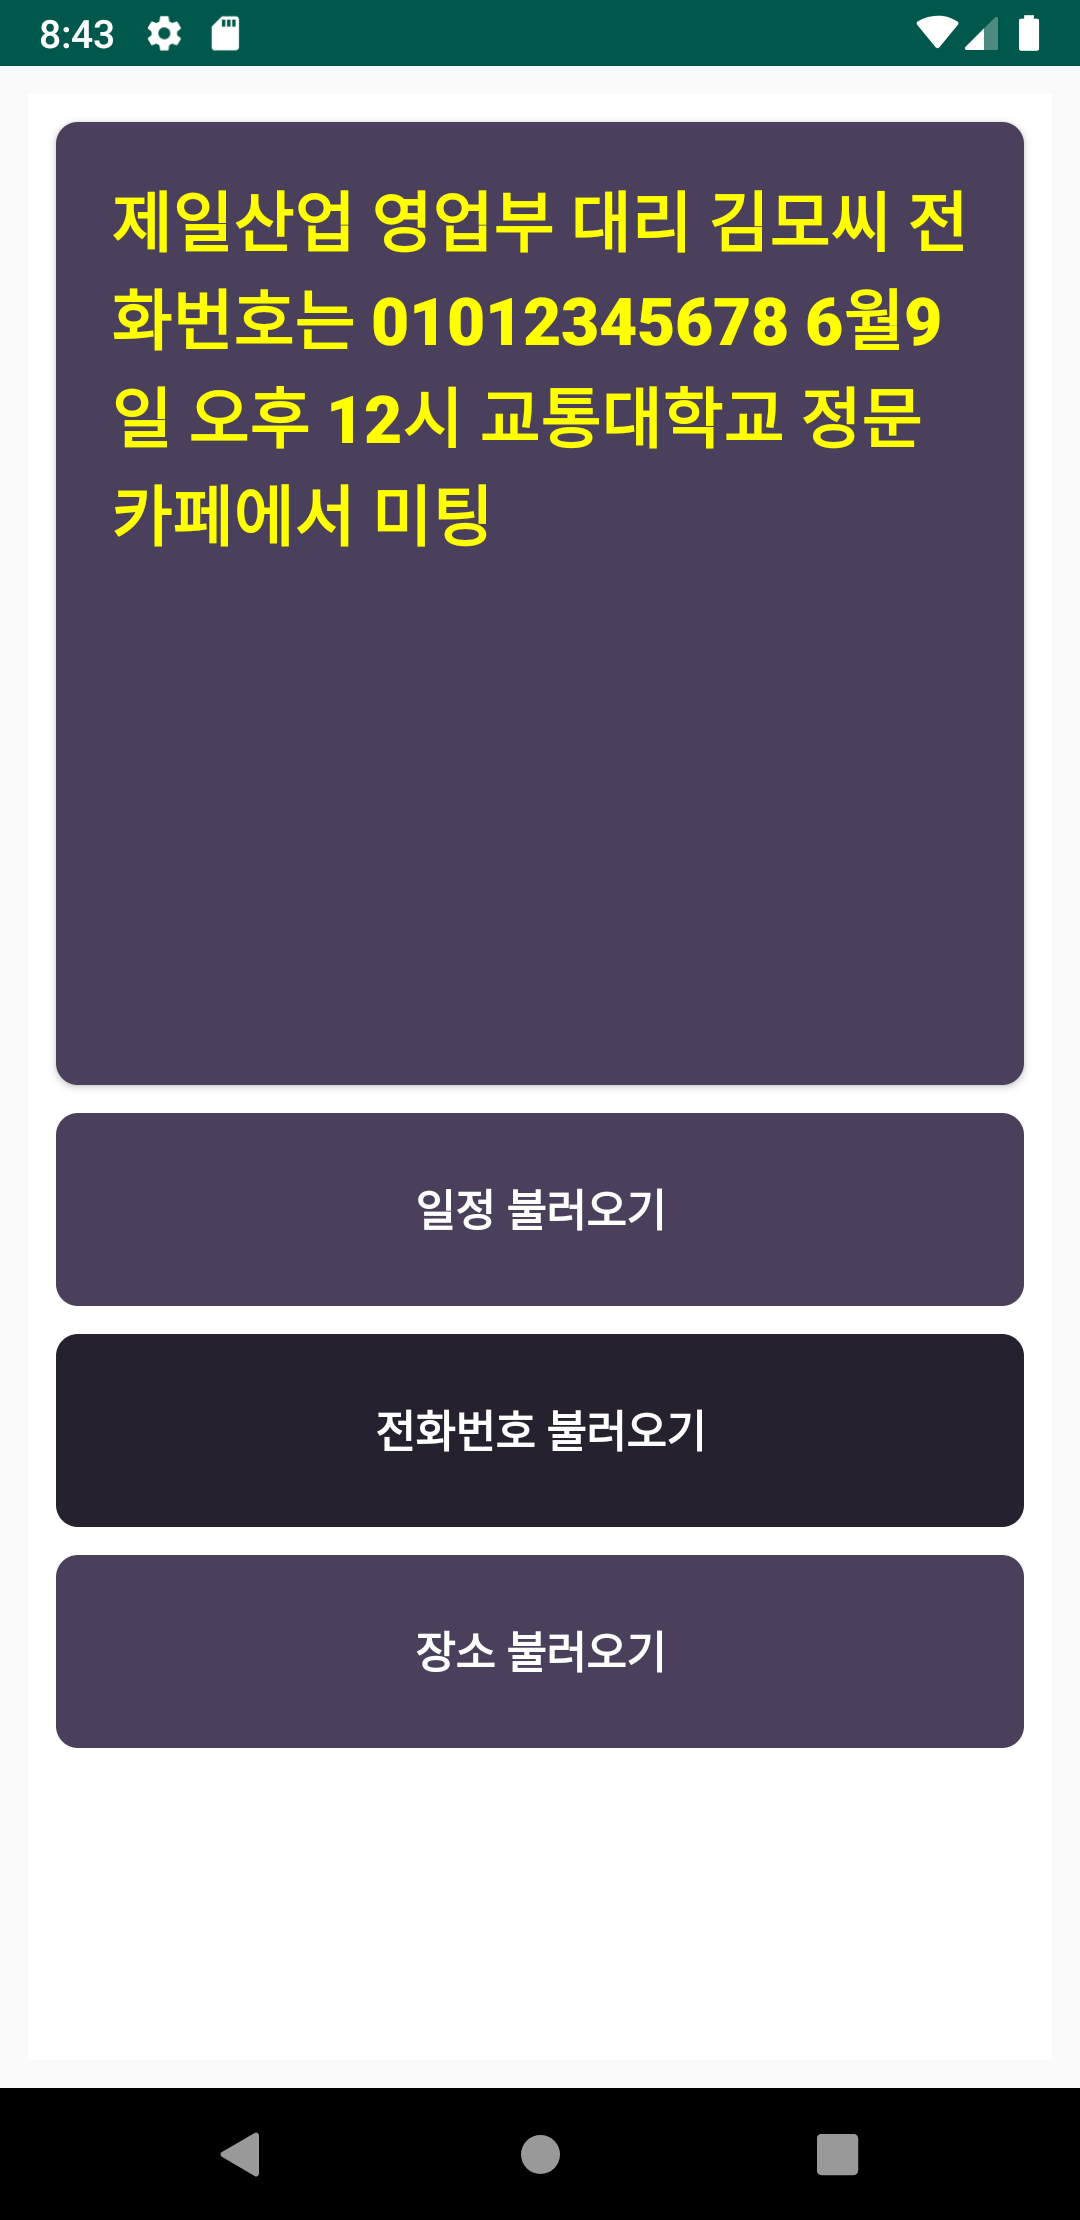 8:43
제일산업 영업부 대리 김모씨 전
화번호는 01012345678 6월9
일 오후 12시 교통대학교 정문
카페에서 미팅
일정 불러오기
전화번호 불러오기
장소 불러오기